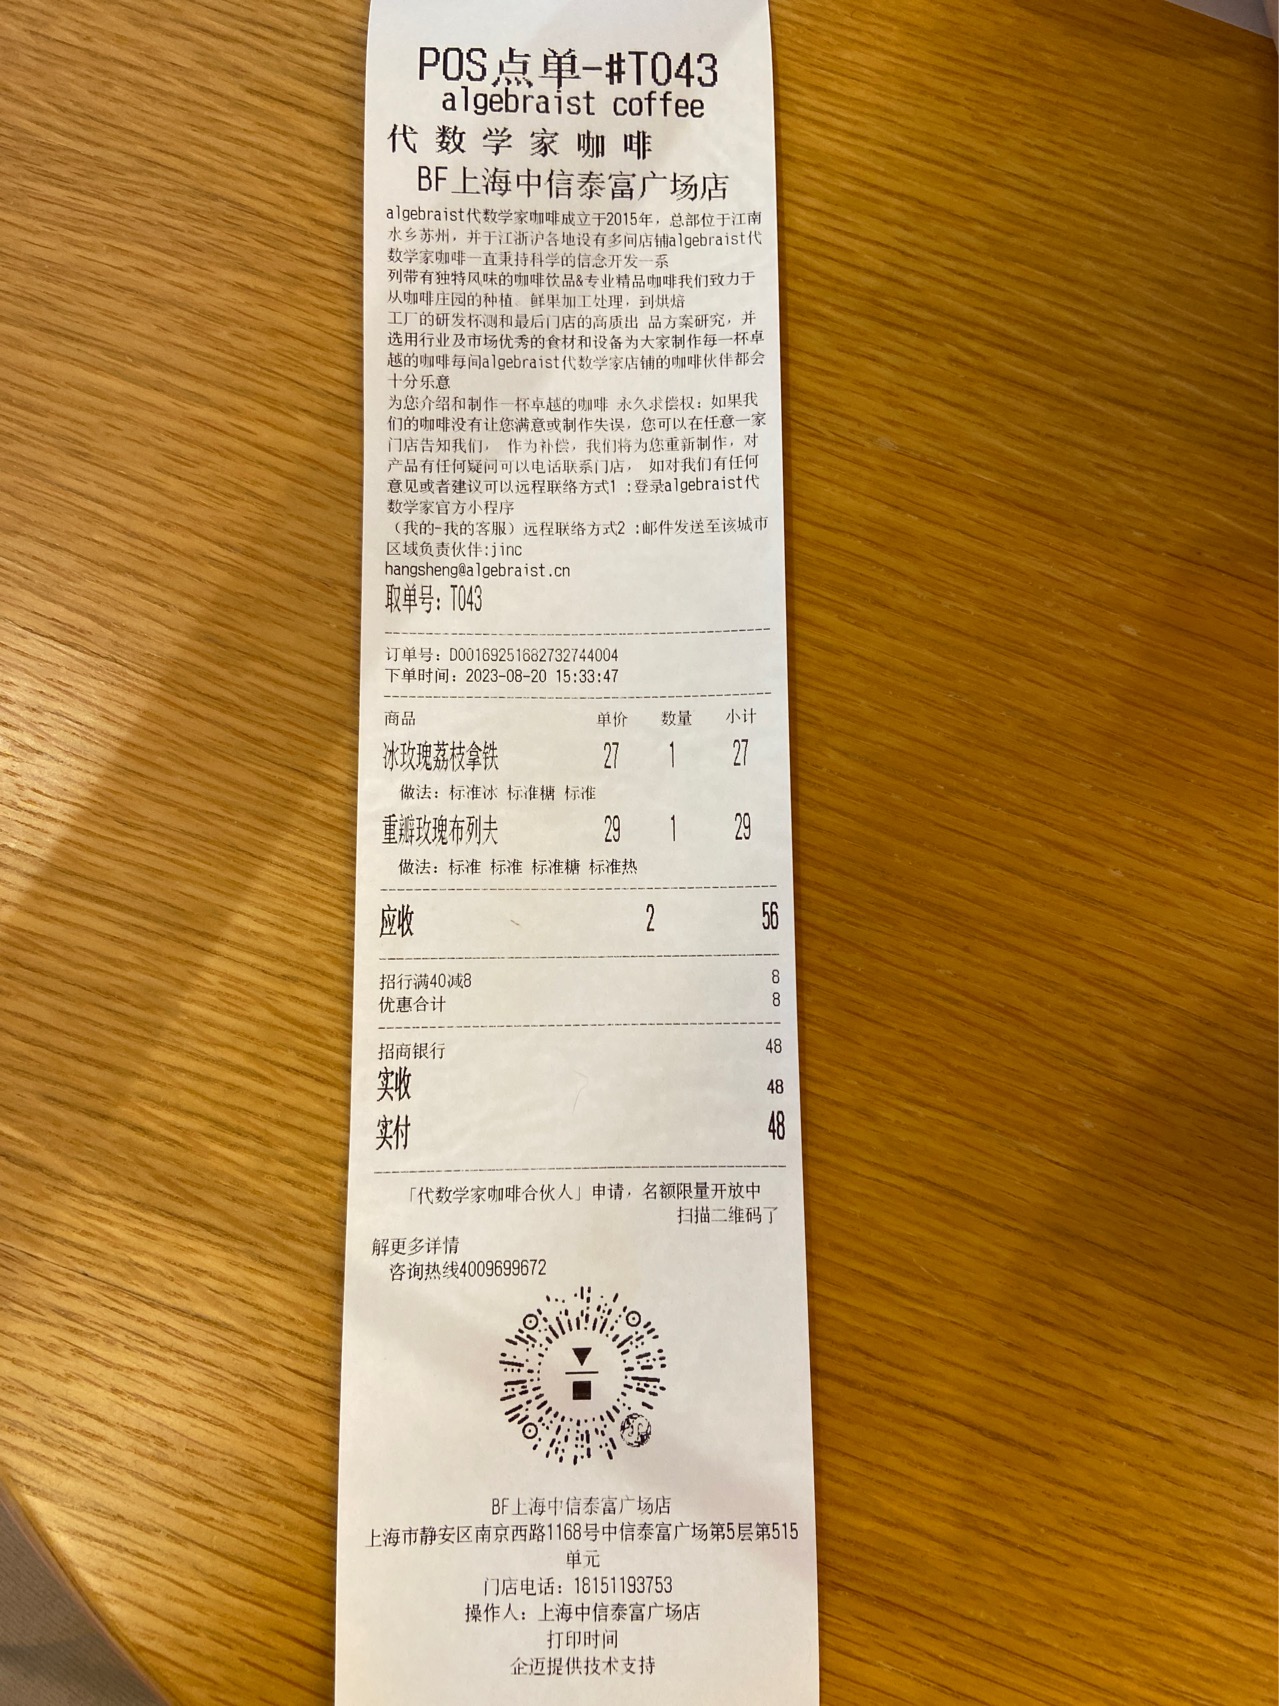 POS点单-#T043
algebraist coffee
代数学家咖啡
BF上海中信泰富广场店
algebraist代数学家咖啡成立于2015年，总部位于江南
水乡苏州，并于江浙沪各地设有多间店铺algebraist代
数学家咖啡一直秉持科学的信念开发一系
列带有独特风味的咖啡饮品&专业精品咖啡我们致力于
从咖啡庄园的种植。鲜果加工处理，到烘焙
工厂的研发杯测和最后门店的高质出 品方案研究，并
选用行业及市场优秀的食材和设备为大家制作每一杯卓
越的咖啡每间algebraist代数学家店铺的咖啡伙伴都会
十分乐意
为您介绍和制作一杯卓越的咖啡 永久求偿权：如果我
们的咖啡没有让您满意或制作失误，您可以在任意一家
门店告知我们， 作为补偿，我们将为您重新制作，对
产品有任何疑问可以电话联系门店， 如对我们有任何
意见或者建议可以远程联络方式1 :登录algebraist代
数学家官方小程序
（我的-我的客服）远程联络方式2 :邮件发送至该城市
区域负责伙伴:jinc
hangsheng@algebraist.cn
取单号：T043
订单号：D00169251682732744004
下单时间：2023-08-20 15:33:47
商品 单价 数量 小计
冰玫瑰荔枝拿铁 27 1 27
做法：标准冰 标准糖 标准
重瓣玫瑰布列夫 29 1 29
做法：标准 标准 标准糖 标准热
应收 2 56
招行满40减8 8
优惠合计 8
招商银行 48
实收 48
实付 48
「代数学家咖啡合伙人」申请，名额限量开放中
扫描二维码了
解更多详情
咨询热线4009699672
BF上海中信泰富广场店
上海市静安区南京西路1168号中信泰富广场第5层第515
单元
门店电话：18151193753
操作人：上海中信泰富广场店
打印时间
企迈提供技术支持